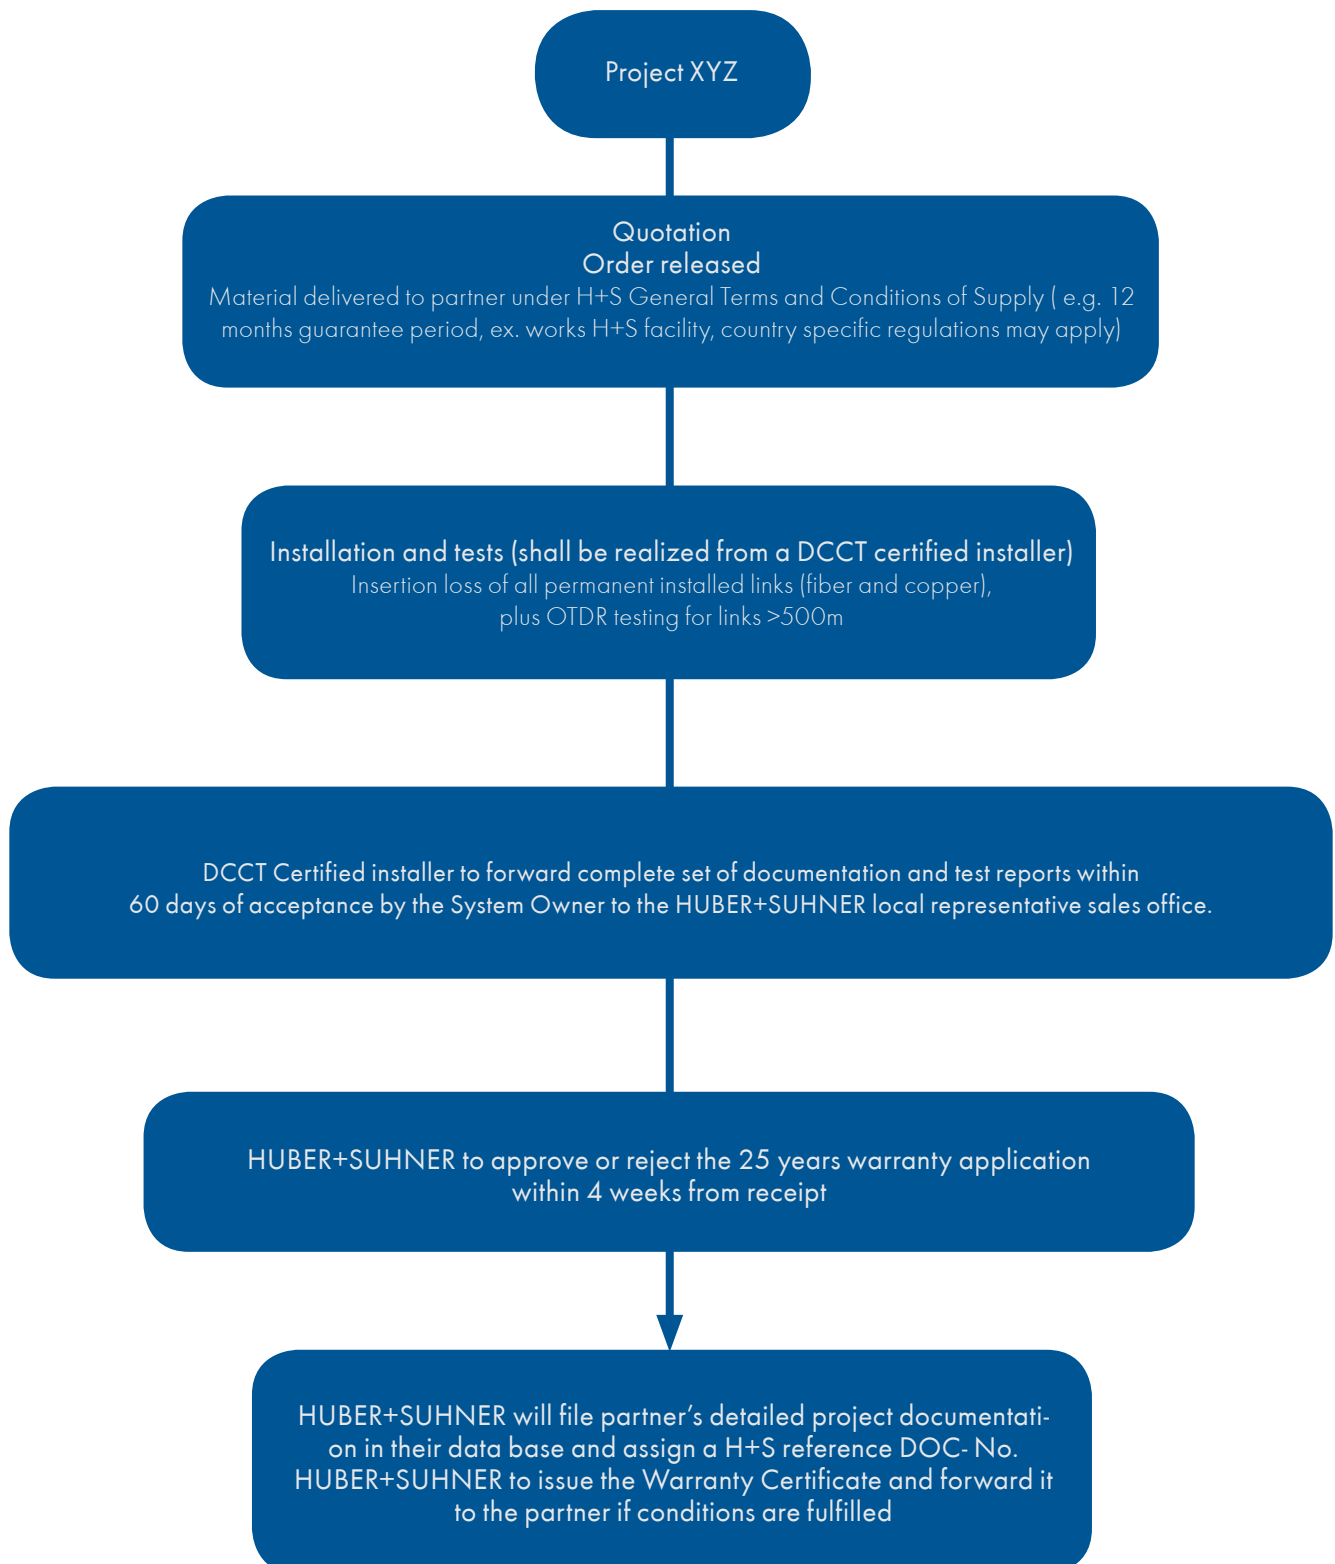 Project XYZ
Quotation
Order released
Material delivered to partner under H+S General Terms and Conditions of Supply ( e.g. 12
months guarantee period, ex. works H+S facility, country specific regulations may apply)
Installation and tests (shall be realized from a DCCT certified installer)
Insertion loss of all permanent installed links (fiber and copper),
plus OTDR testing for links >500m
DCCT Certified installer to forward complete set of documentation and test reports within
60 days of acceptance by the System Owner to the HUBER+SUHNER local representative sales office.
HUBER+SUHNER to approve or reject the 25 years warranty application
within 4 weeks from receipt
HUBER+SUHNER will file partner’s detailed project documentati-
on in their data base and assign a H+S reference DOC- No.
HUBER+SUHNER to issue the Warranty Certificate and forward it
to the partner if conditions are fulfilled